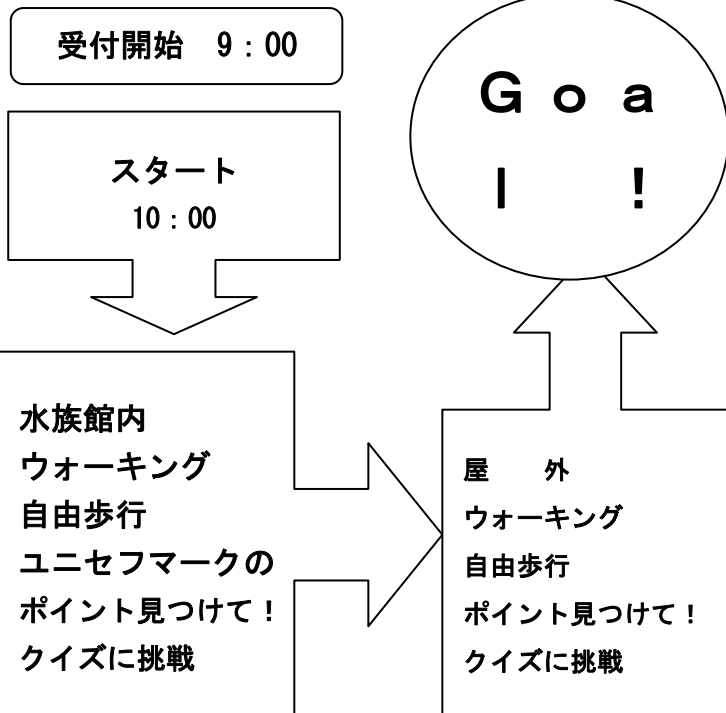 受付開始　9：00
スタート
10：00
水族館内
ウォーキング
自由歩行
ユニセフマークの
ポイント見つけて！
クイズに挑戦
屋　外
ウォーキング
自由歩行
ポイント見つけて！
クイズに挑戦
Ｇｏａ
ｌ　！